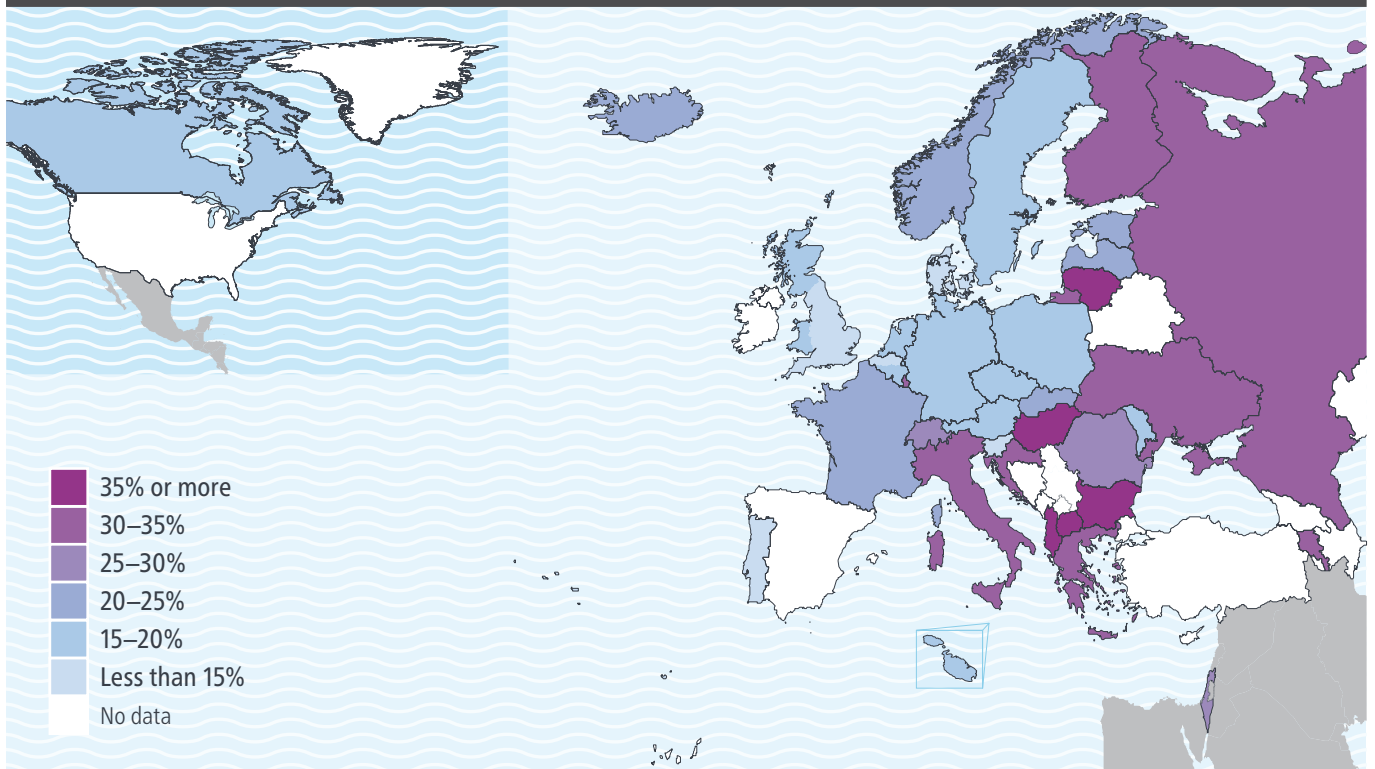 35% or more
30–35%
25–30%
20–25%
15–20%
Less than 15%
No data